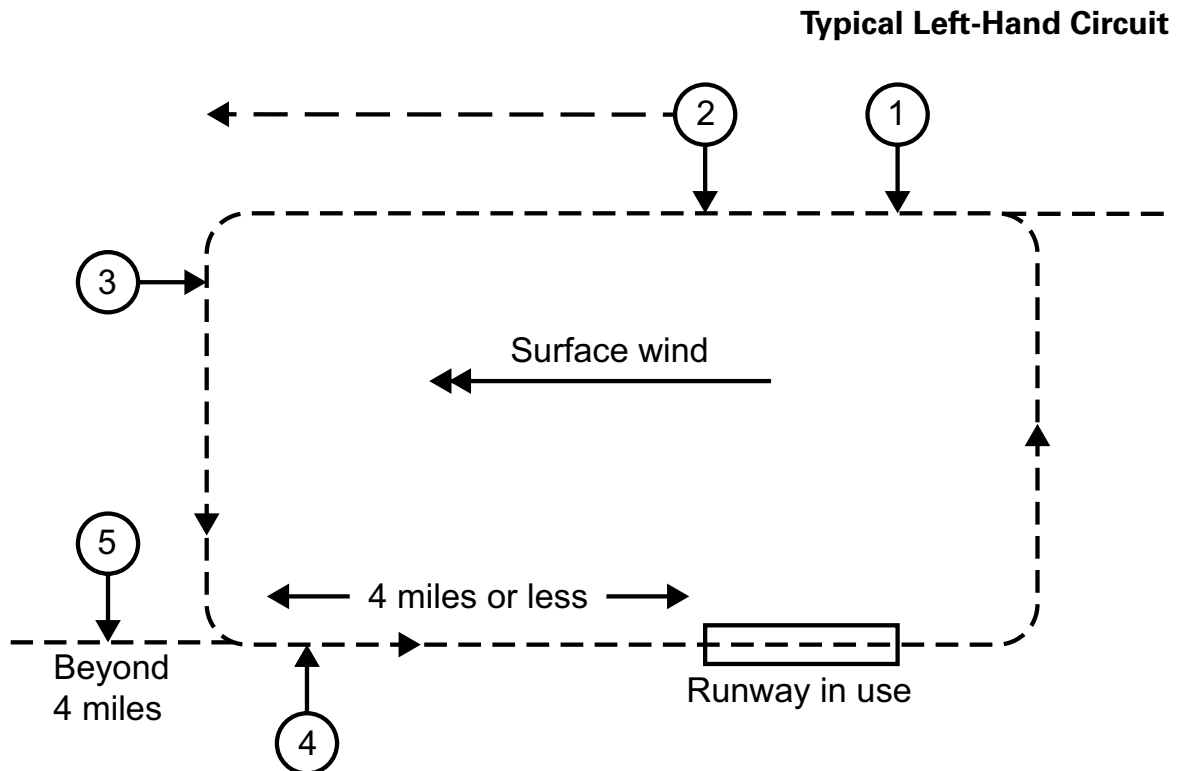 Typical Left-Hand Circuit
2
1
3
Surface wind
5
4 miles or less
Beyond
4 miles
Runway in use
4